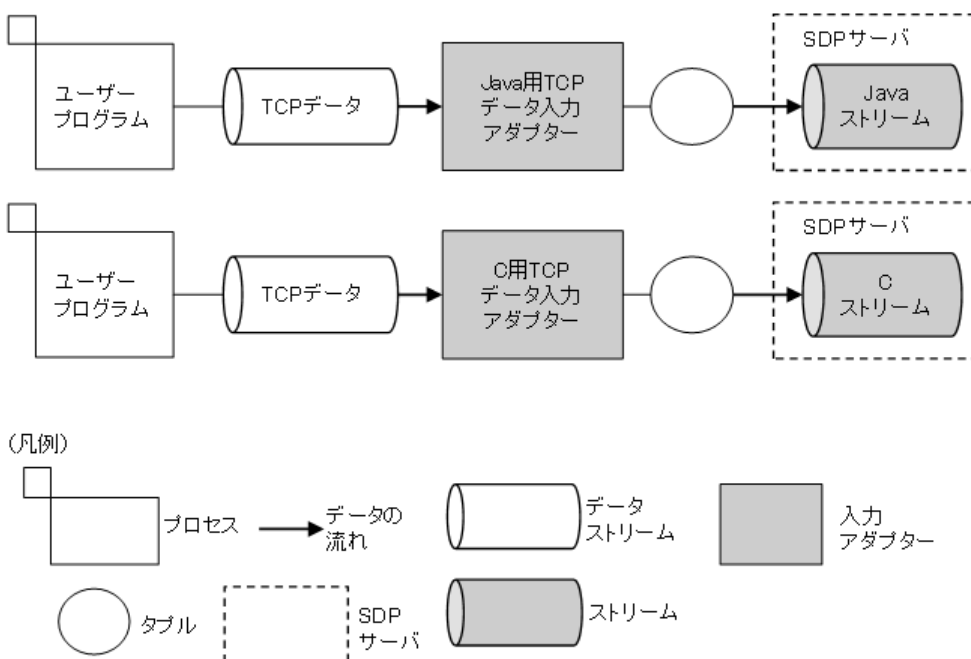 SDPサーバ
ユーザー
プログラム
TCPデータ
Java用TCP
データ入力
アダプター
Java
ストリーム
SDPサーバ
ユーザー
プログラム
TCPデータ
C用TCP
データ入力
アダプター
C
ストリーム
(凡例)
プロセス
データの
流れ
データ
ストリーム
入力
アダプター
タプル
SDP
サーバ
ストリーム